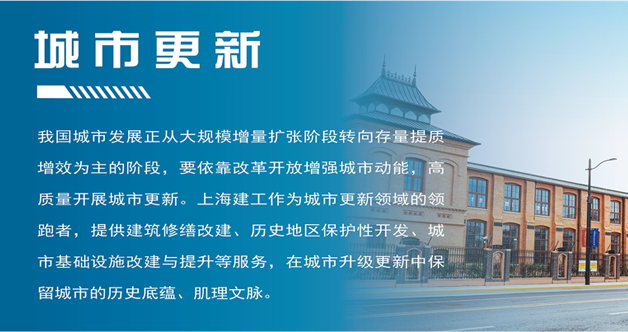 城市更新
我国城市发展正从大规模增量扩张阶段转向存量提质
增效为主的阶段，要依靠改革开放增强城市动能，高
质量开展城市更新。上海建工作为城市更新领域的领
跑者，提供建筑修缮改建、历史地区保护性开发、城
市基础设施改建与提升等服务，在城市升级更新中保
留城市的历史底蕴、肌理文脉。